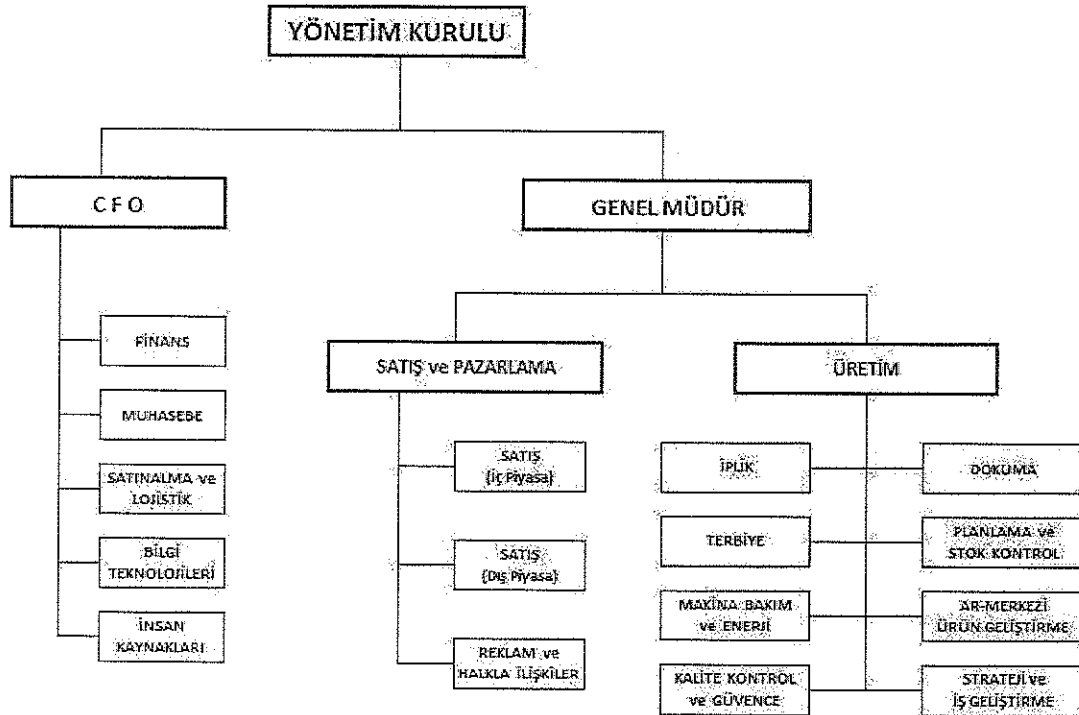 YÖNETİM KURULU
C F O
GENEL MÜDÜR
FİNANS
MUHASEBE
SATINALMA ve
LOJİSTİK
BİLGİ
TEKNOLOJİLERİ
İNSAN
KAYNAKLARI
SATIŞ ve PAZARLAMA
SATIŞ
(İç Piyasa)
SATIŞ
(Dış Piyasa)
REKLAM ve
HALKLA İLİŞKİLER
ÜRETİM
İPLİK
DOKUMA
TERBİYE
PLANLAMA ve
STOK KONTROL
MAKİNA BAKIM
ve ENERJİ
AR-MERKEZİ
ÜRÜN GELİŞTİRME
KALİTE KONTROL
ve GÜVENCE
STRATEJİ ve
İŞ GELİŞTİRME